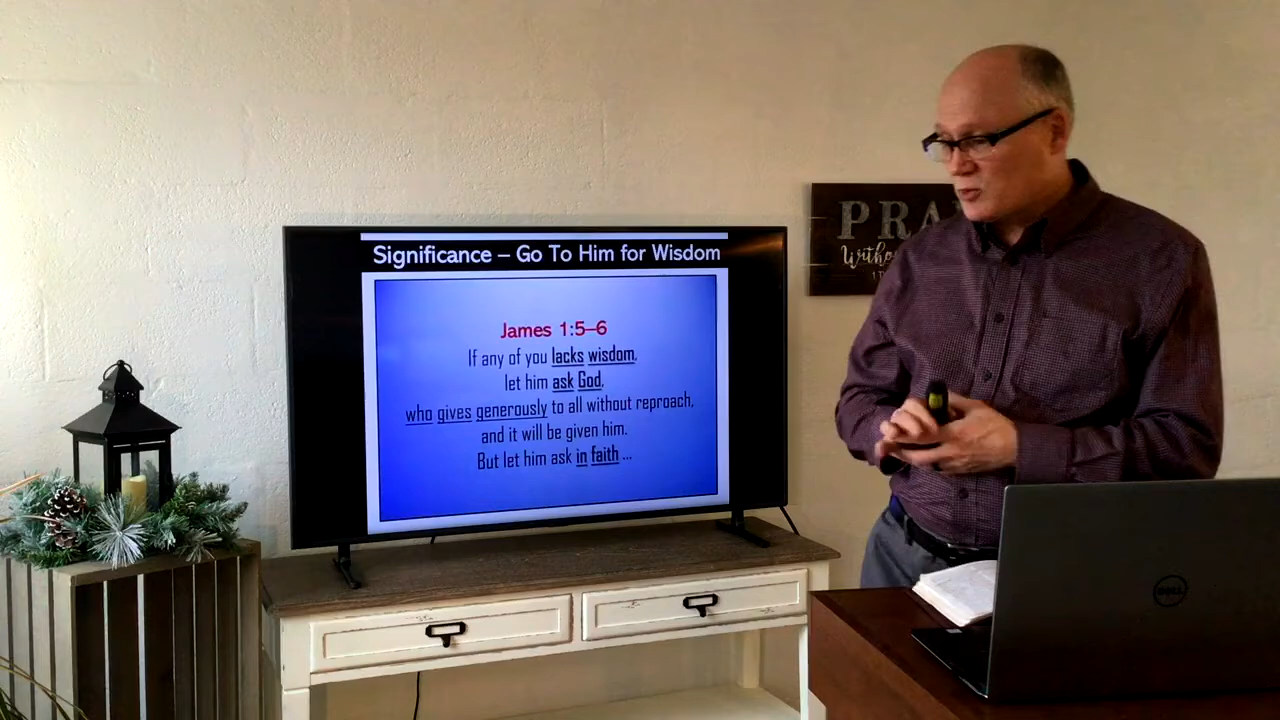 Significance – Go To Him for Wisdom
James 1:5–6
If any of you lacks wisdom,
let him ask God,
who gives generously to all without reproach,
and it will be given him.
But let him ask in faith ...
PRA
DELL